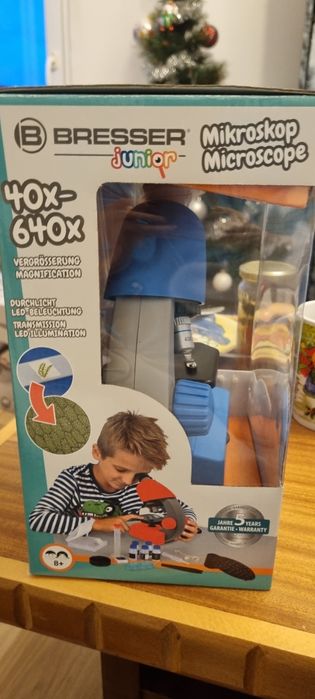 B BRESSER®
junior
Mikroskop
Microscope
40x-
640x
VERGRÖSSERUNG
MAGNIFICATION
DURCHLICHT
LED-BELEUCHTUNG
TRANSMISSION
LED ILLUMINATION
JAHRE 5 YEARS
GARANTIE • WARRANTY
8+